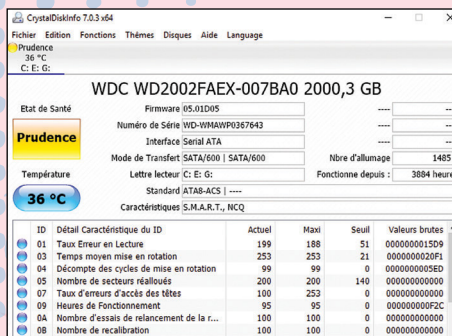 CrystalDiskInfo 7.0.3 x64
Fichier Edition Fonctions Thèmes Disques Aide Language
Prudence
36 °C
C: E: G:
WDC WD2002FAEX-007BA0 2000,3 GB
Etat de Santé
Prudence
Température
36 °C
Firmware 05.01D05 ----
Numéro de Série WD-WMAWP0367643 ----
Interface Serial ATA ----
Mode de Transfert SATA/600 | SATA/600 Nbre d'allumage 1485
Lettre lecteur C: E: G: Fonctionne depuis : 3884 heure
Standard ATA8-ACS | ----
Caractéristiques S.M.A.R.T., NCQ
ID Détail Caractéristique du ID Actuel Maxi Seuil Valeurs brutes
01 Taux Erreur en Lecture 199 188 51 0000000015D9
03 Temps moyen mise en rotation 253 253 21 0000000020F1
04 Décompte des cycles de mise en rotation 99 99 0 0000000005ED
05 Nombre de secteurs réalloués 200 200 140 000000000000
07 Taux d'erreurs d'accès des têtes 100 253 0 000000000000
09 Heures de Fonctionnement 95 95 0 000000000F2C
0A Nombre d'essais de relancement de la r... 100 100 0 000000000000
0B Nombre de recalibration 100 100 0 000000000000